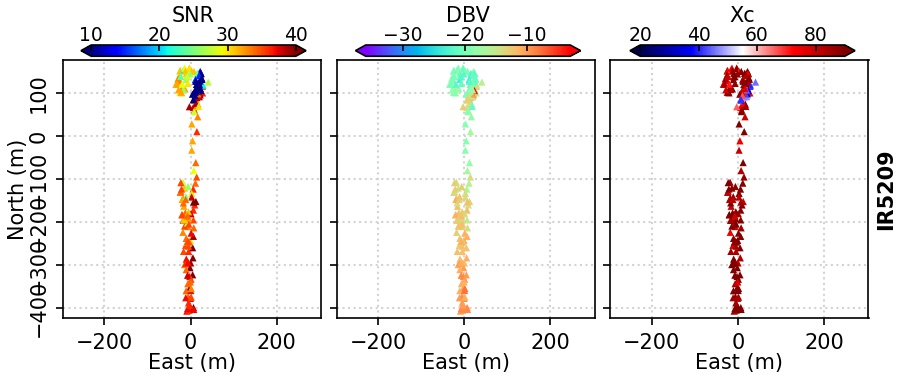 SNR DBV Xc
10 20 30 40 −30 −20 −10 20 40 60 80
100
0
−100
−200
−300
−400
North (m)
IR5209
−200 0 200 −200 0 200 −200 0 200
East (m) East (m) East (m)